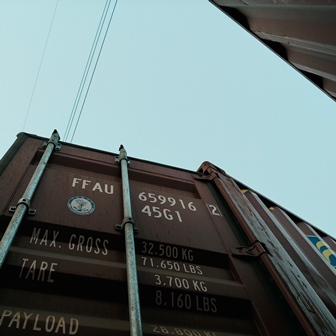 FFAU 659916 2
45G1
MAX. GROSS 32.500 KG
71.650 LBS
TARE 3.700 KG
8.160 LBS
PAYLOAD